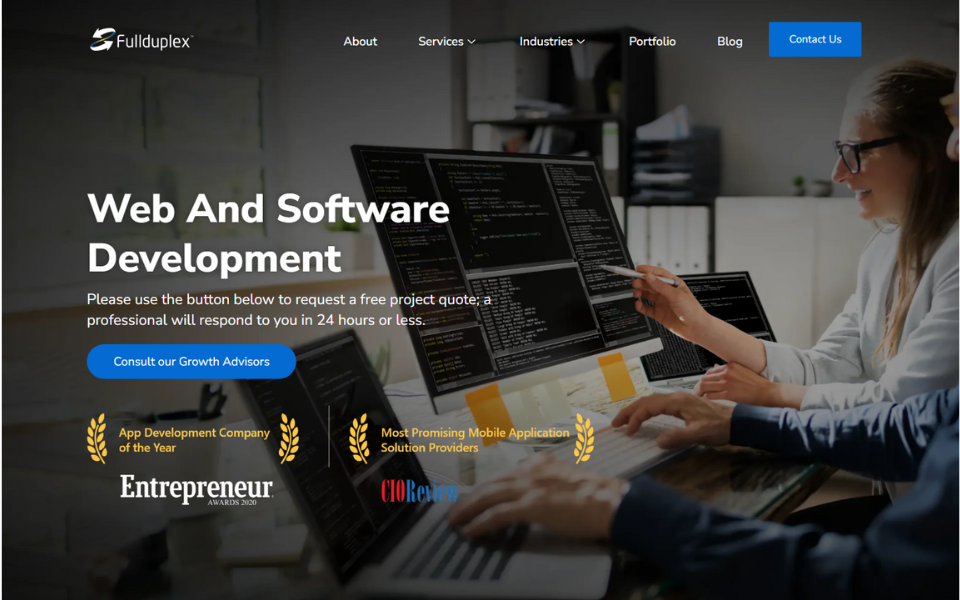 Fullduplex™
About
Services
Industries
Portfolio
Blog
Contact Us
Web And Software
Development
Please use the button below to request a free project quote; a
professional will respond to you in 24 hours or less.
Consult our Growth Advisors
App Development Company
of the Year
Entrepreneur
AWARDS 2020
Most Promising Mobile Application
Solution Providers
CIOReview